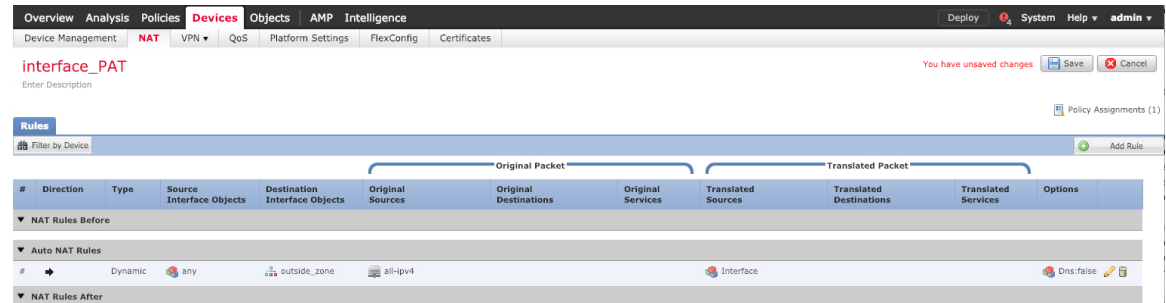 Overview Analysis Policies Devices Objects AMP Intelligence Deploy 4 System Help admin
Device Management NAT VPN QoS Platform Settings FlexConfig Certificates
interface_PAT
You have unsaved changes Save Cancel
Enter Description
Policy Assignments (1)
Rules
Filter by Device Add Rule
Original Packet Translated Packet
# Direction Type Source Interface Objects Destination Interface Objects Original Sources Original Destinations Original Services Translated Sources Translated Destinations Translated Services Options
NAT Rules Before
Auto NAT Rules
# Dynamic any outside_zone all-ipv4 Interface Dns:false
NAT Rules After